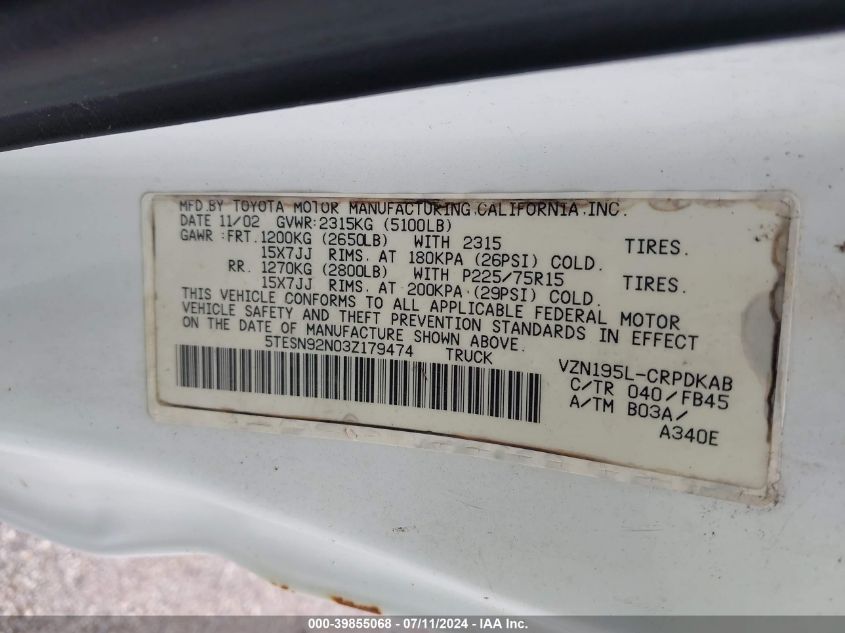 MFD.BY TOYOTA MOTOR MANUFACTURING.CALIFORNIA.INC.
DATE 11/02 GVWR:2315KG (5100LB)
GAWR :FRT.1200KG (2650LB) WITH 2315 TIRES.
15X7JJ RIMS. AT 180KPA (26PSI) COLD.
RR. 1270KG (2800LB) WITH P225/75R15 TIRES.
15X7JJ RIMS. AT 200KPA (29PSI) COLD.
THIS VEHICLE CONFORMS TO ALL APPLICABLE FEDERAL MOTOR
VEHICLE SAFETY AND THEFT PREVENTION STANDARDS IN EFFECT
ON THE DATE OF MANUFACTURE SHOWN ABOVE.
5TESN92N03Z179474 TRUCK
VZN195L-CRPDKAB
C/TR 040/FB45
A/TM B03A/
A340E
000-39855068 - 07/11/2024 - IAA Inc.